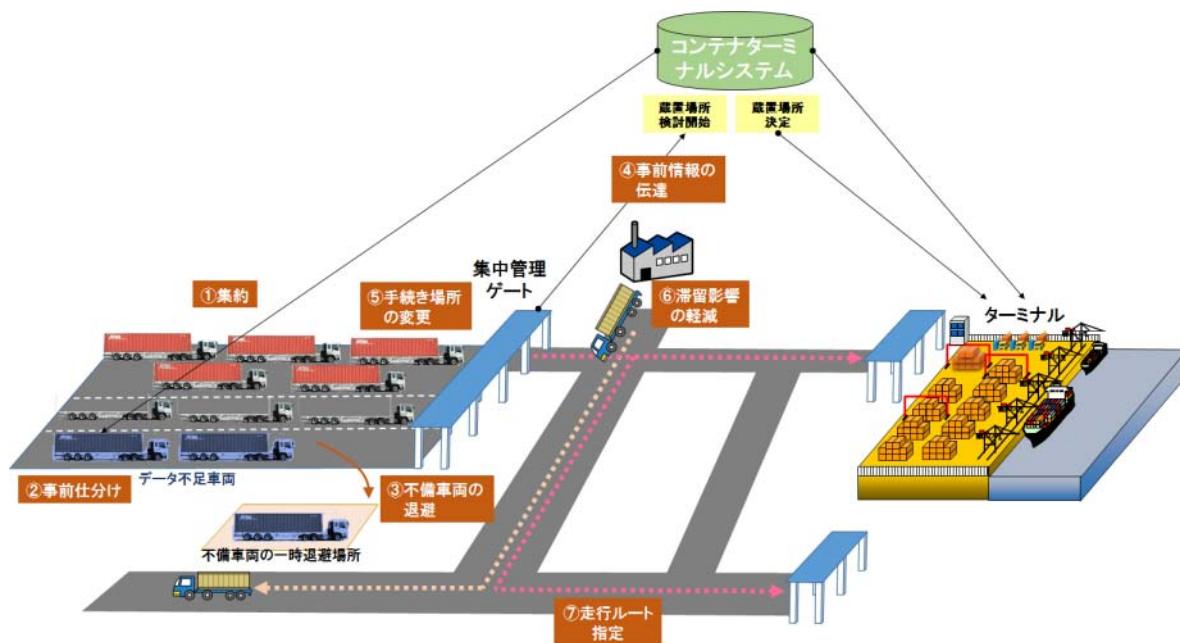 コンテナターミ
ナルシステム
蔵置場所
検討開始
蔵置場所
決定
④事前情報の
伝達
集中管理
ゲート
①集約
⑤手続き場所
の変更
⑥滞留影響
の軽減
ターミナル
②事前仕分け
データ不足車両
③不備車両の
退避
不備車両の一時退避場所
⑦走行ルート
指定